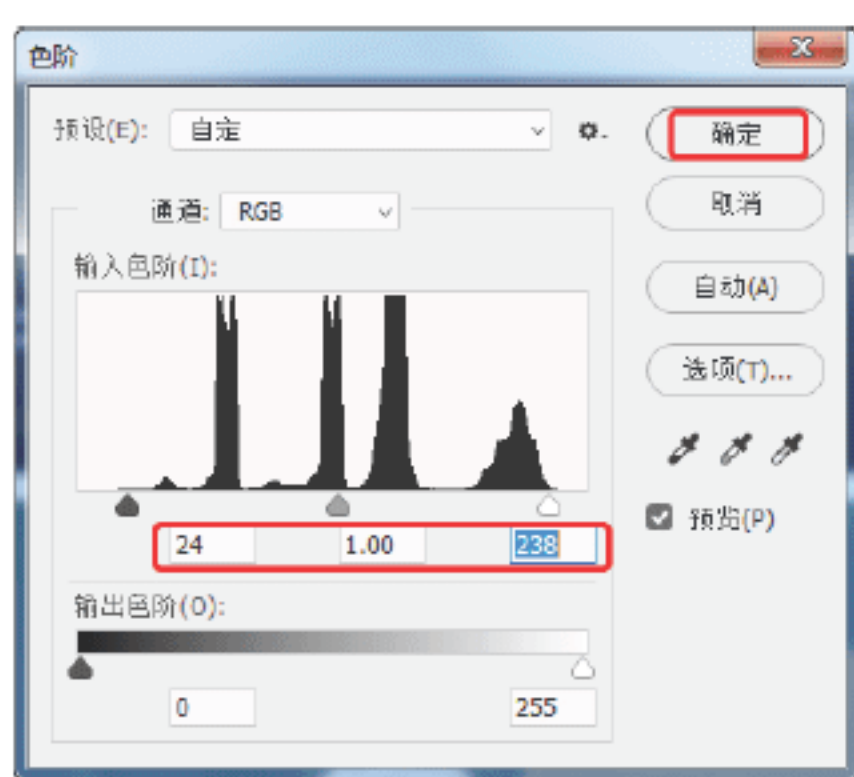 色阶
预设(E): 自定
确定
通道: RGB
取消
输入色阶(I):
自动(A)
选项(T)...
预览(P)
24 1.00 238
输出色阶(O):
0 255